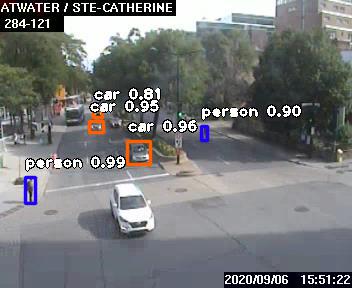 ATWATER / STE-CATHERINE
284-121
car 0.81
car 0.95
car 0.96
person 0.90
person 0.99
2020/09/06 15:51:22